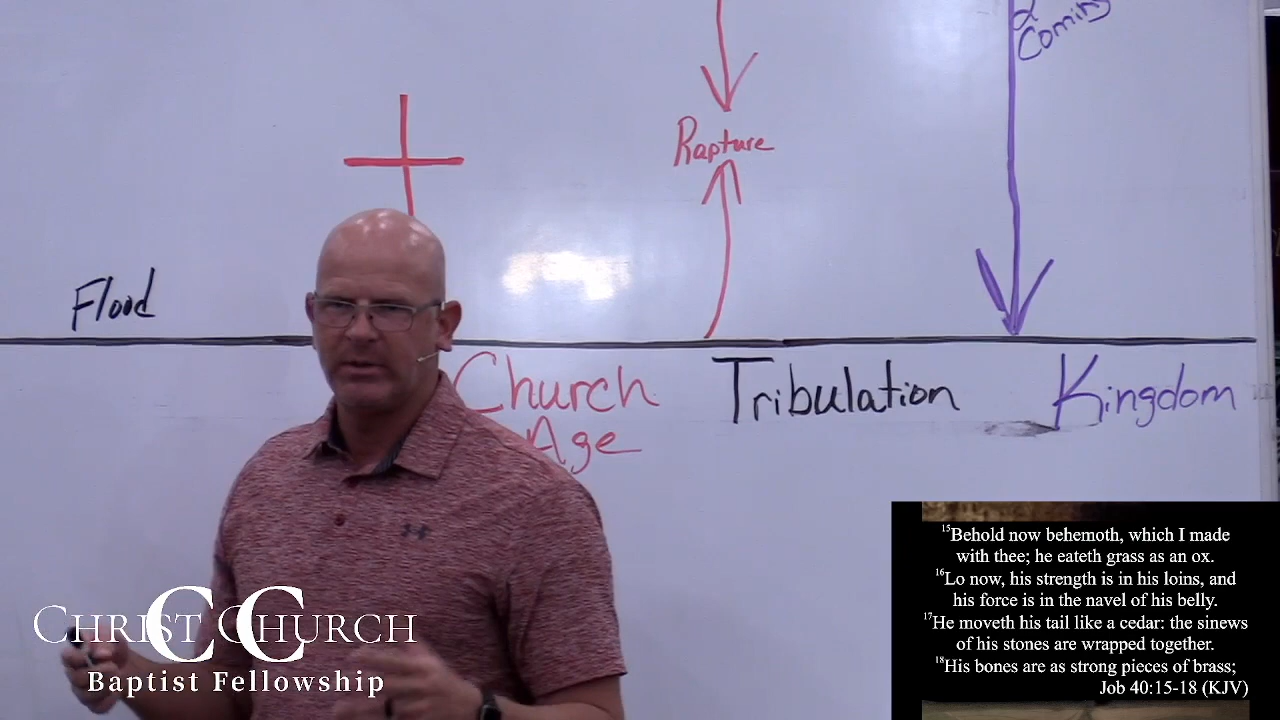 2
Coming
Rapture
Flood
Church
Age
Tribulation
Kingdom
CC
CHRIST CHURCH
Baptist Fellowship
15Behold now behemoth, which I made
with thee; he eateth grass as an ox.
16Lo now, his strength is in his loins, and
his force is in the navel of his belly.
17He moveth his tail like a cedar: the sinews
of his stones are wrapped together.
18His bones are as strong pieces of brass;
Job 40:15-18 (KJV)